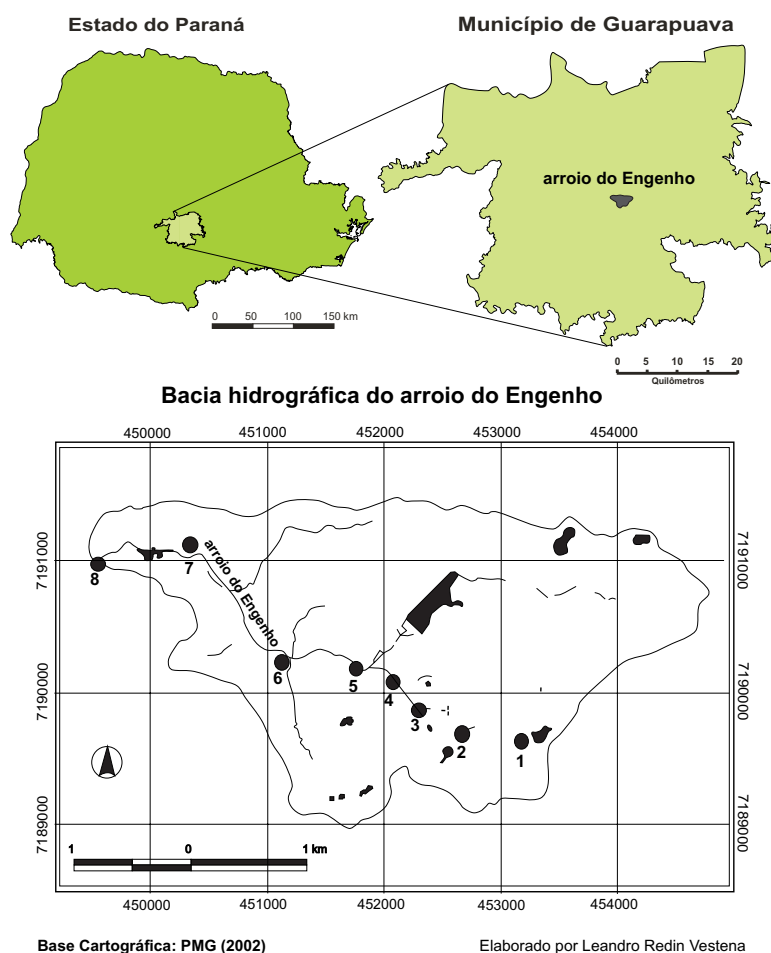 Estado do Paraná
Município de Guarapuava
arroio do Engenho
0 50 100 150 km
0 5 10 15 20
Quilômetros
Bacia hidrográfica do arroio do Engenho
450000 451000 452000 453000 454000
7191000 7191000
arroio do Engenho
7
8
6
5
4
7190000 7190000
3
2
1
7189000 7189000
1 0 1 km
450000 451000 452000 453000 454000
Base Cartográfica: PMG (2002)
Elaborado por Leandro Redin Vestena